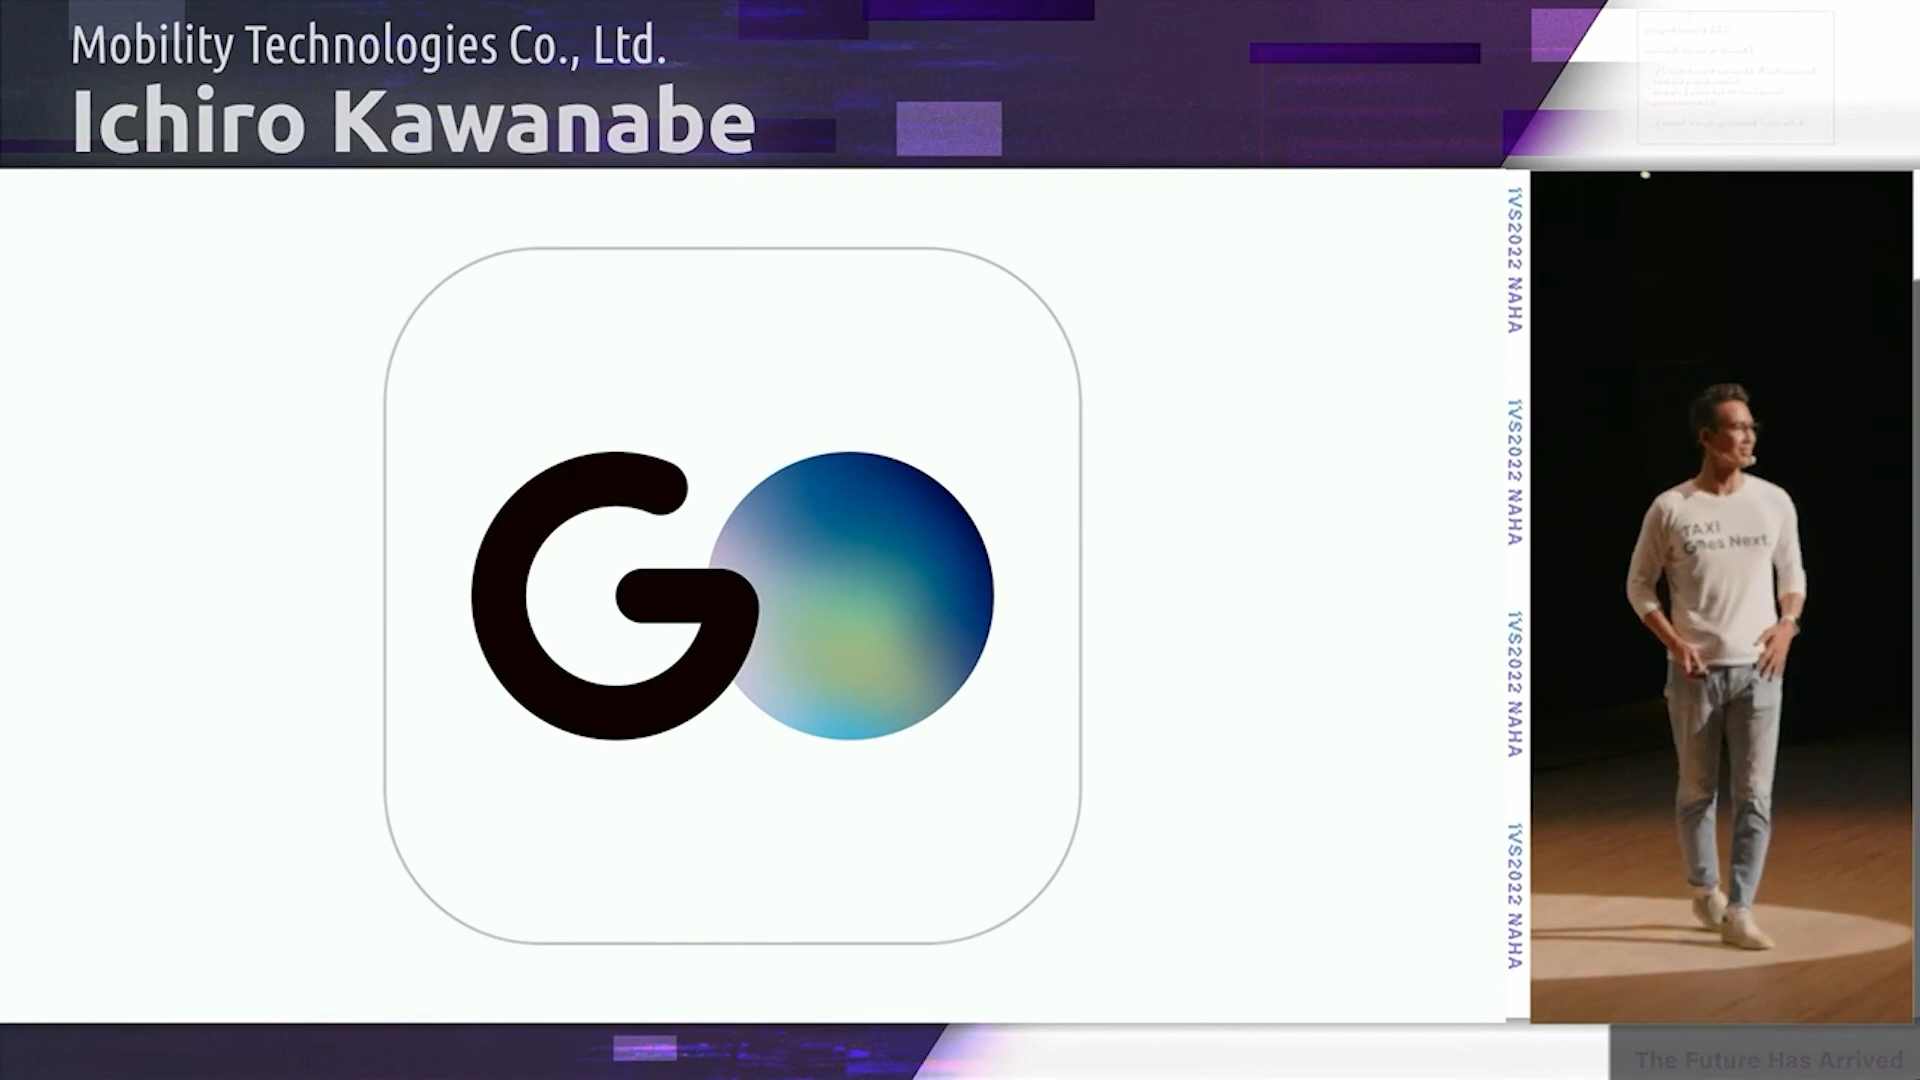 Mobility Technologies Co., Ltd.
Ichiro Kawanabe
GO
IVS2022 NAHA
IVS2022 NAHA
IVS2022 NAHA
IVS2022 NAHA
TAXI
GOes Next.
The Future Has Arrived